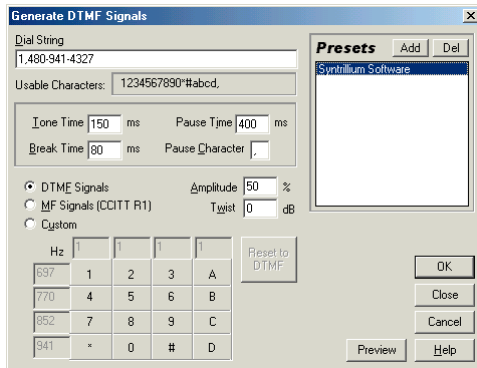 Generate DTMF Signals
Dial String
1,480-941-4327
Usable Characters: 1234567890*#abcd,
Tone Time 150 ms Pause Time 400 ms
Break Time 80 ms Pause Character ,
DTMF Signals Amplitude 50 %
MF Signals (CCITT R1) Twist 0 dB
Custom
Hz 1 1 1 1 Reset to DTMF
697 1 2 3 A
770 4 5 6 B
852 7 8 9 C
941 * 0 # D
Presets Add Del
Syntrillium Software
OK
Close
Cancel
Preview Help